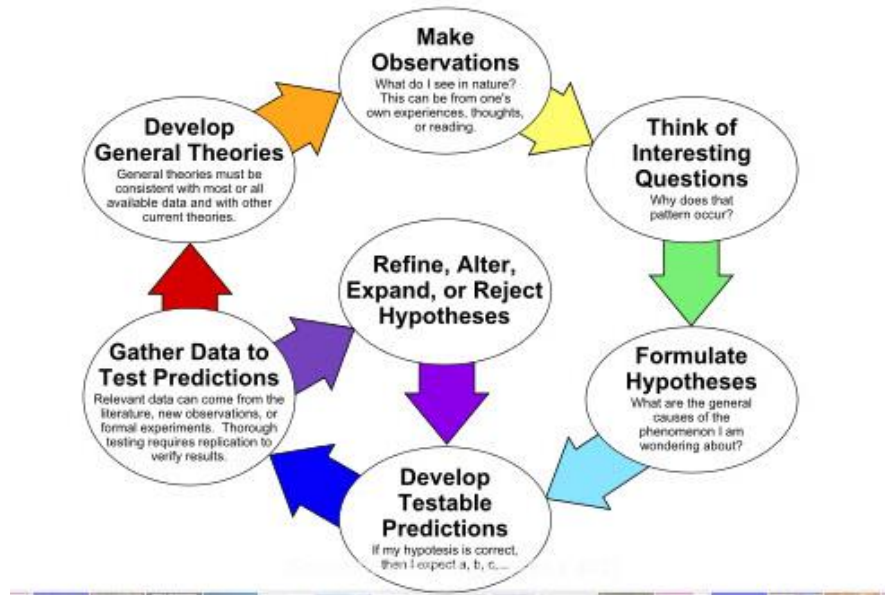 Make
Observations
What do I see in nature?
This can be from one's
own experiences, thoughts,
or reading.
Think of
Interesting
Questions
Why does that
pattern occur?
Formulate
Hypotheses
What are the general
causes of the
phenomenon I am
wondering about?
Develop
Testable
Predictions
If my hypotesis is correct,
then I expect a, b, c,...
Gather Data to
Test Predictions
Relevant data can come from the
literature, new observations, or
formal experiments. Thorough
testing requires replication to
verify results.
Refine, Alter,
Expand, or Reject
Hypotheses
Develop
General Theories
General theories must be
consistent with most or all
available data and with other
current theories.